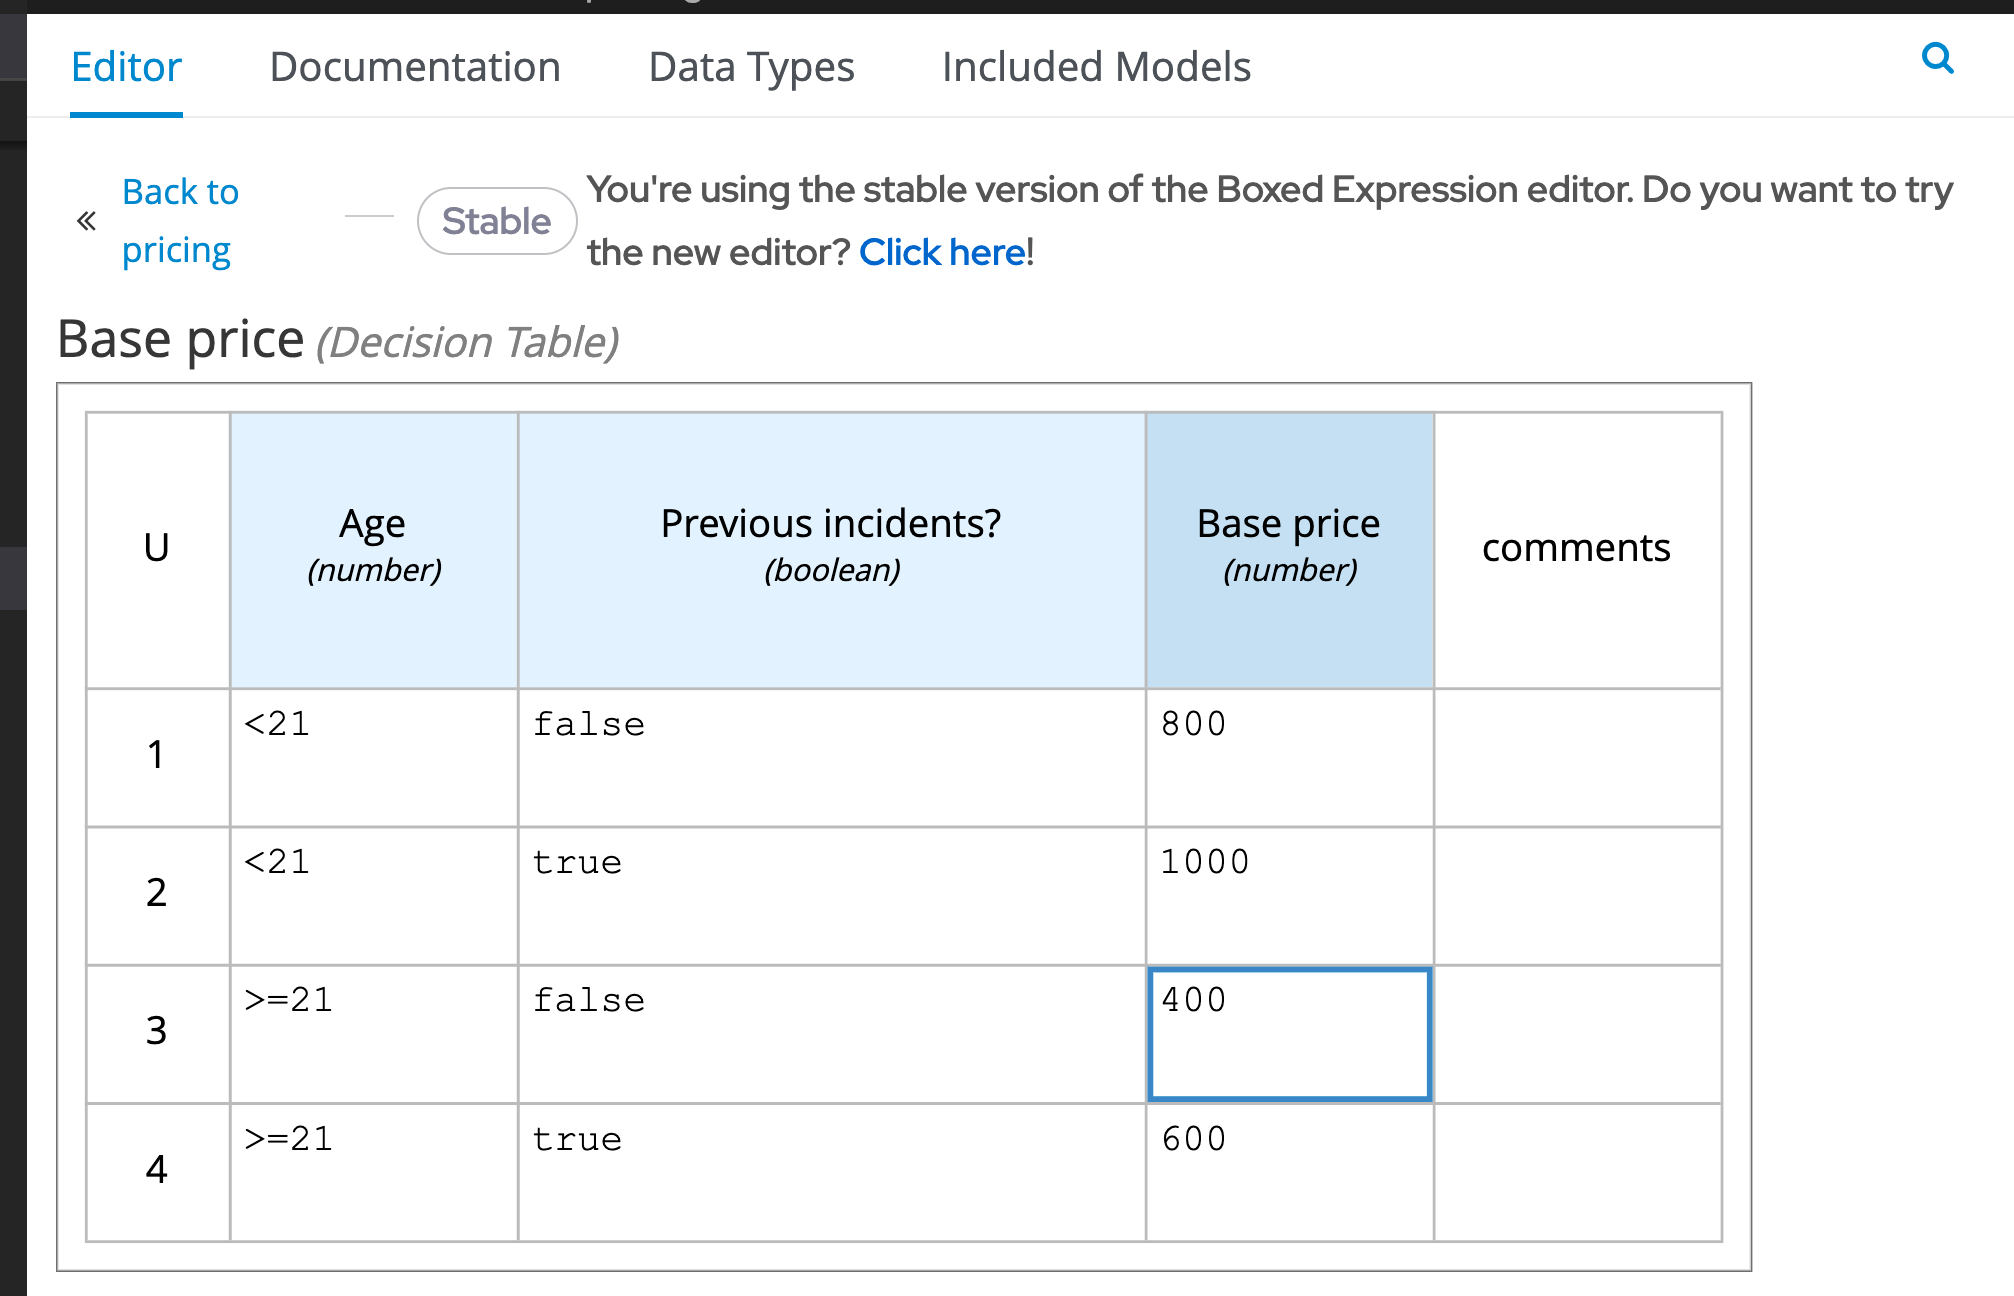 Editor Documentation Data Types Included Models
« Back to pricing
Stable
You're using the stable version of the Boxed Expression editor. Do you want to try
the new editor? Click here!
Base price (Decision Table)
U Age (number) Previous incidents? (boolean) Base price (number) comments
1 <21 false 800
2 <21 true 1000
3 >=21 false 400
4 >=21 true 600